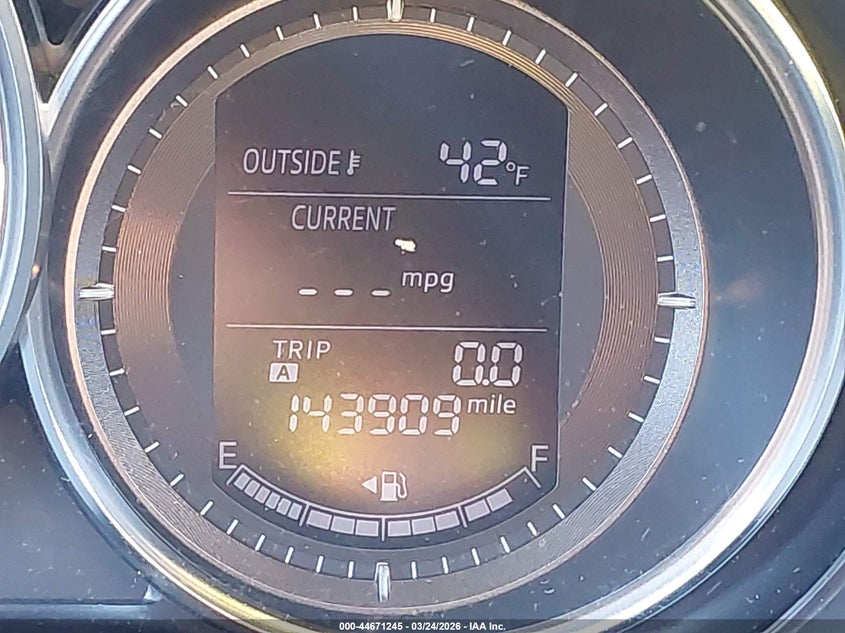 OUTSIDE 42°F
CURRENT
--- mpg
TRIP A 0.0
143909 mile
E F
000-44671245 - 03/24/2026 - IAA Inc.